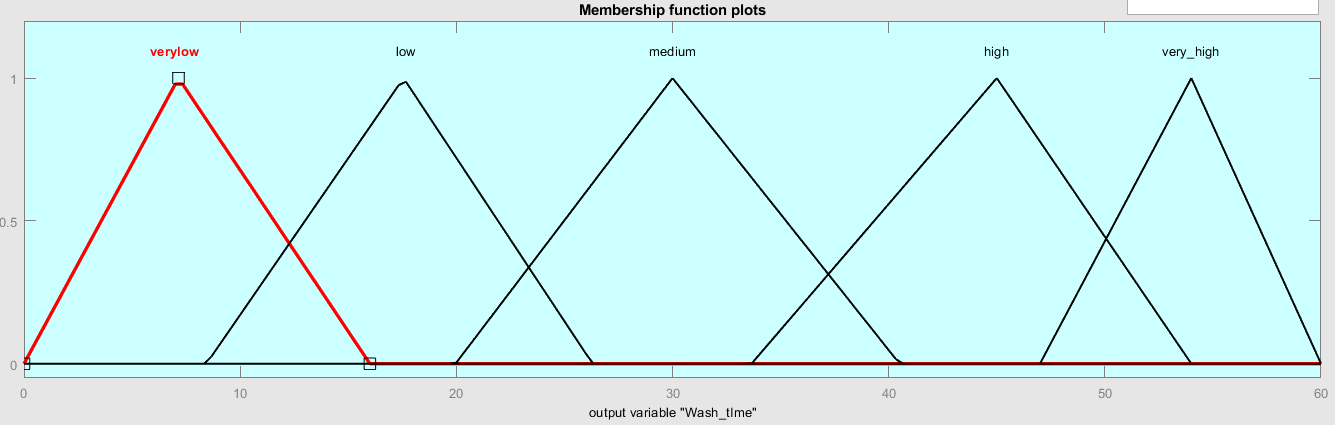 Membership function plots
verylow low medium high very_high
1
0.5
0
0 10 20 30 40 50 60
output variable "Wash_tIme"